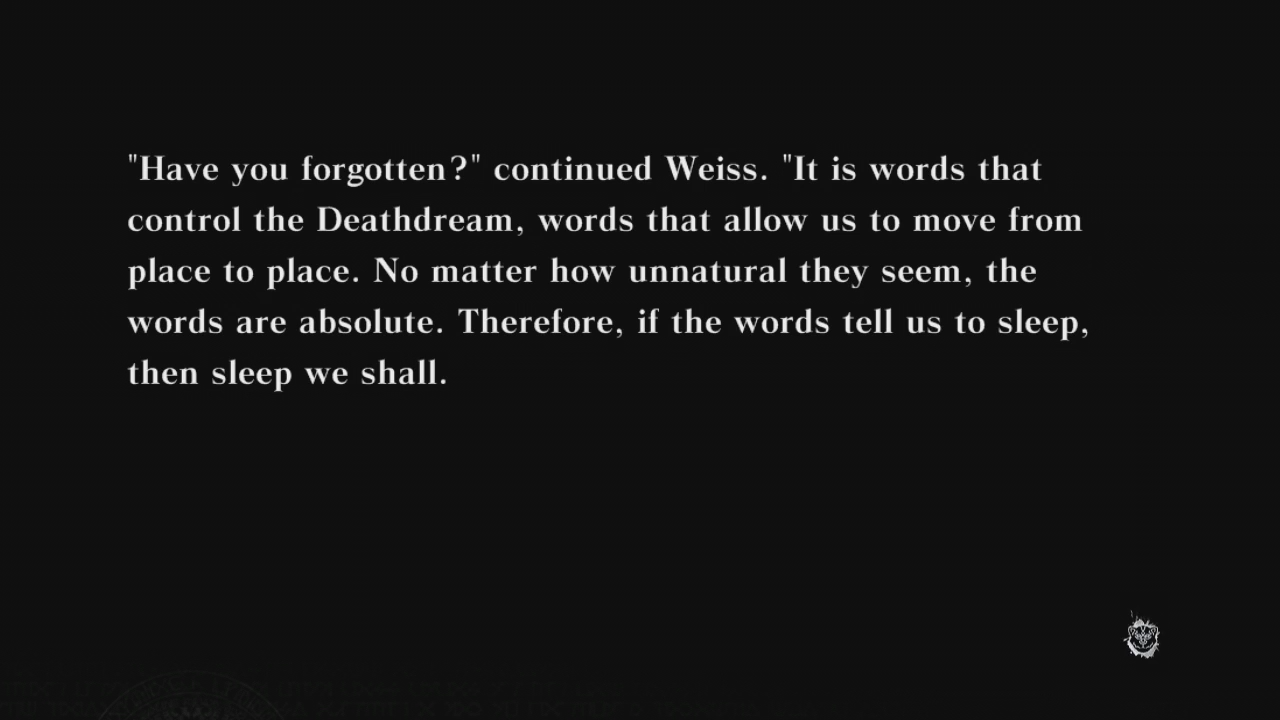 "Have you forgotten?" continued Weiss. "It is words that
control the Deathdream, words that allow us to move from
place to place. No matter how unnatural they seem, the
words are absolute. Therefore, if the words tell us to sleep,
then sleep we shall.